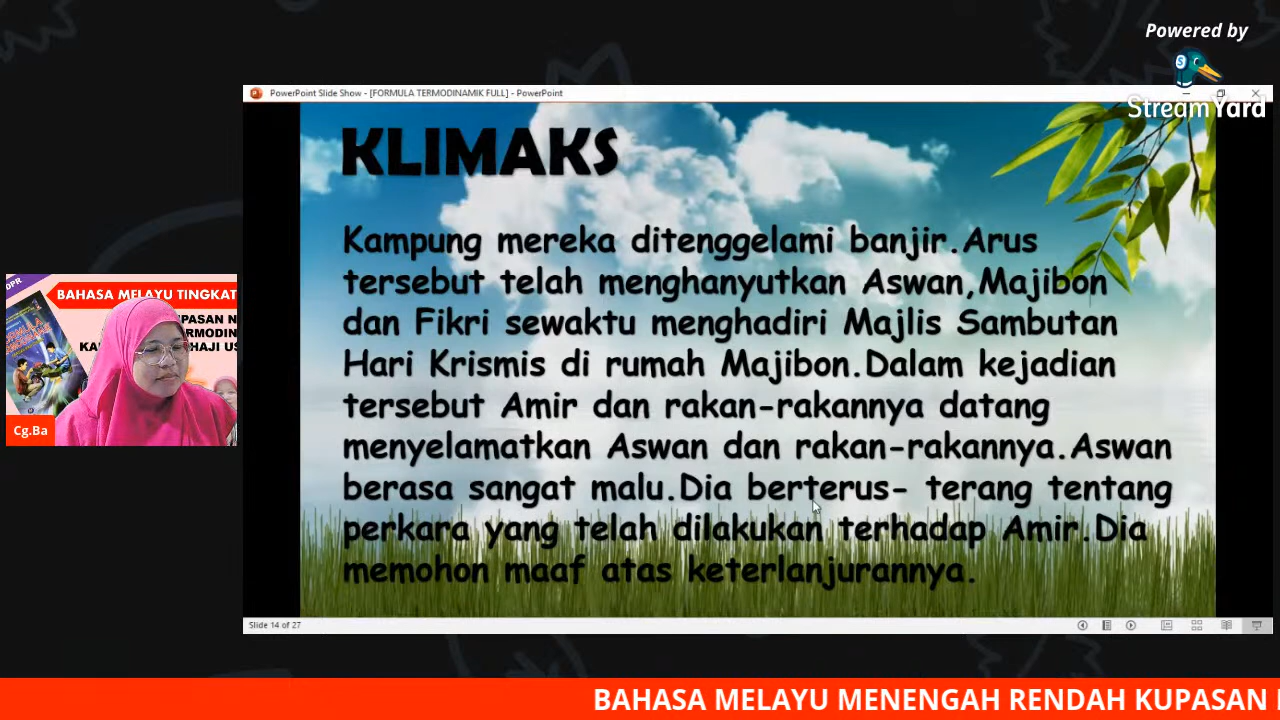 Powered by
StreamYard
PowerPoint Slide Show - [FORMULA TERMODINAMIK FULL] - PowerPoint
KLIMAKS
Kampung mereka ditenggelami banjir.Arus
tersebut telah menghanyutkan Aswan,Majibon
dan Fikri sewaktu menghadiri Majlis Sambutan
Hari Krismis di rumah Majibon.Dalam kejadian
tersebut Amir dan rakan-rakannya datang
menyelamatkan Aswan dan rakan-rakannya.Aswan
berasa sangat malu.Dia berterus- terang tentang
perkara yang telah dilakukan terhadap Amir.Dia
memohon maaf atas keterlanjurannya.
Slide 14 of 27
BAHASA MELAYU TINGKAT
Cg.Ba
BAHASA MELAYU MENENGAH RENDAH KUPASAN